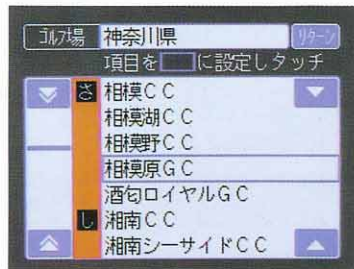 ゴルフ場 神奈川県 リターン
項目を に設定しタッチ
さ 相模CC
相模湖CC
相模野CC
相模原GC
酒匂ロイヤルGC
し 湘南CC
湘南シーサイドCC